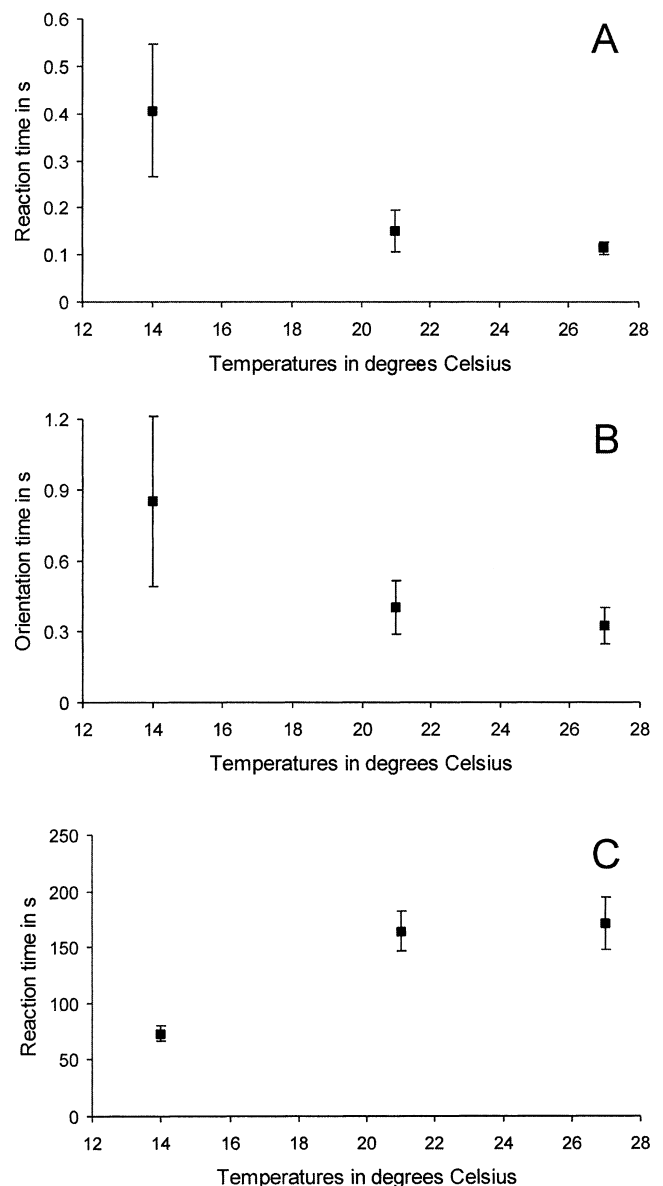 A
Reaction time in s
0.6
0.5
0.4
0.3
0.2
0.1
0
12 14 16 18 20 22 24 26 28
Temperatures in degrees Celsius
B
Orientation time in s
1.2
0.9
0.6
0.3
0
12 14 16 18 20 22 24 26 28
Temperatures in degrees Celsius
C
Reaction time in s
250
200
150
100
50
0
12 14 16 18 20 22 24 26 28
Temperatures in degrees Celsius